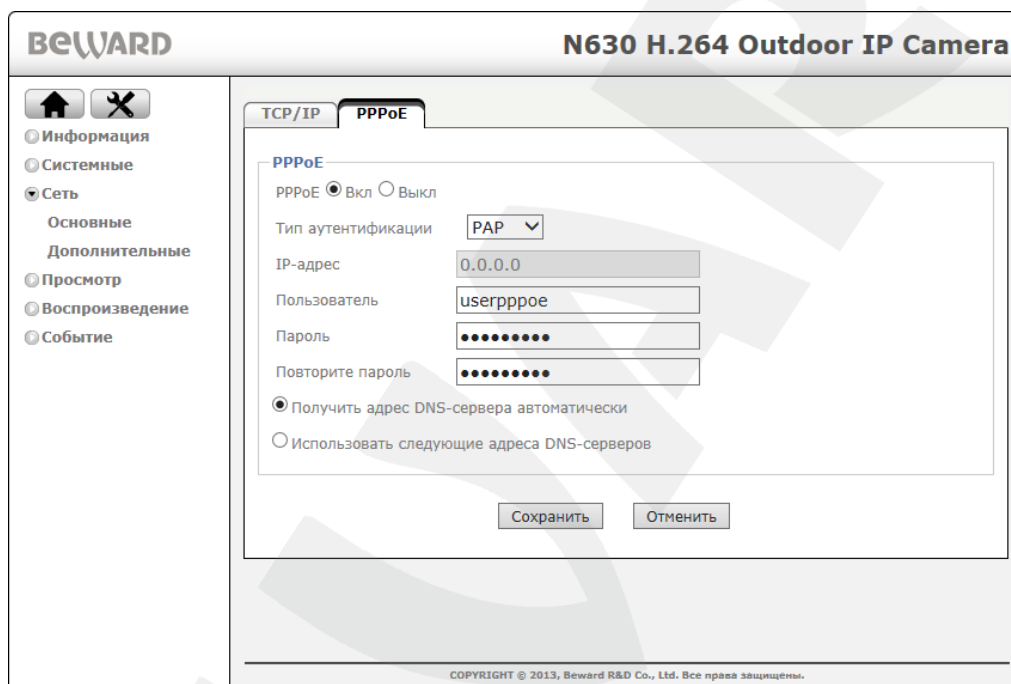 BEWARD
N630 H.264 Outdoor IP Camera
Информация
Системные
Сеть
Основные
Дополнительные
Просмотр
Воспроизведение
Событие
TCP/IP
PPPoE
PPPoE
PPPoE Вкл Выкл
Тип аутентификации PAP
IP-адрес 0.0.0.0
Пользователь userpppoe
Пароль ●●●●●●●●●
Повторите пароль ●●●●●●●●●
Получить адрес DNS-сервера автоматически
Использовать следующие адреса DNS-серверов
Сохранить Отменить
COPYRIGHT © 2013, Beward R&D Co., Ltd. Все права защищены.